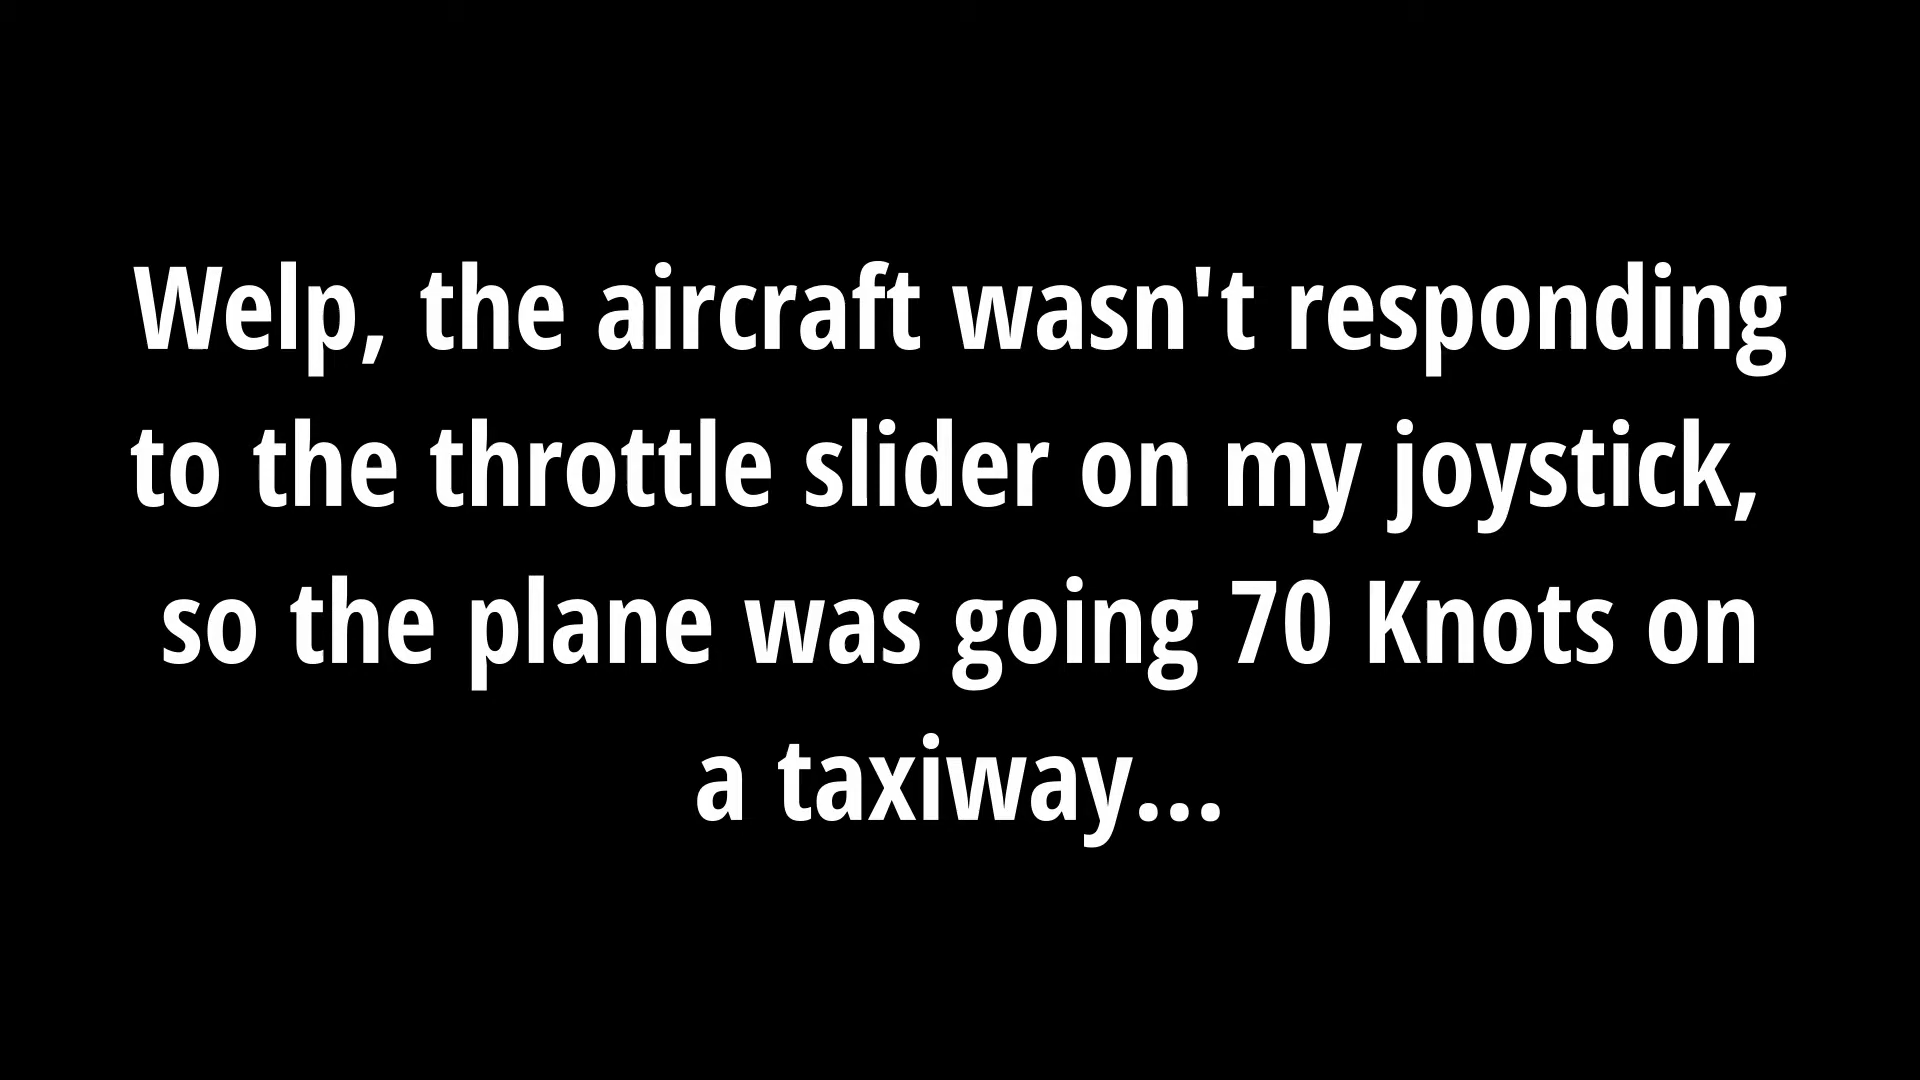 Welp, the aircraft wasn't responding
to the throttle slider on my joystick,
so the plane was going 70 Knots on
a taxiway...